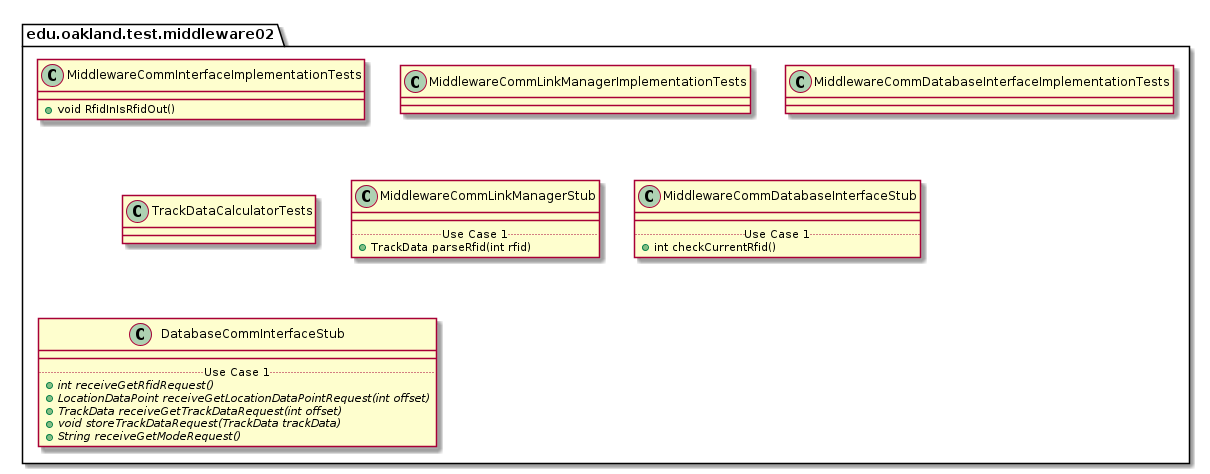 edu.oakland.test.middleware02
C MiddlewareCommInterfaceImplementationTests
void RfidInIsRfidOut()
C MiddlewareCommLinkManagerImplementationTests
C MiddlewareCommDatabaseInterfaceImplementationTests
C TrackDataCalculatorTests
C MiddlewareCommLinkManagerStub
Use Case 1
TrackData parseRfid(int rfid)
C MiddlewareCommDatabaseInterfaceStub
Use Case 1
int checkCurrentRfid()
C DatabaseCommInterfaceStub
Use Case 1
int receiveGetRfidRequest()
LocationDataPoint receiveGetLocationDataPointRequest(int offset)
TrackData receiveGetTrackDataRequest(int offset)
void storeTrackDataRequest(TrackData trackData)
String receiveGetModeRequest()